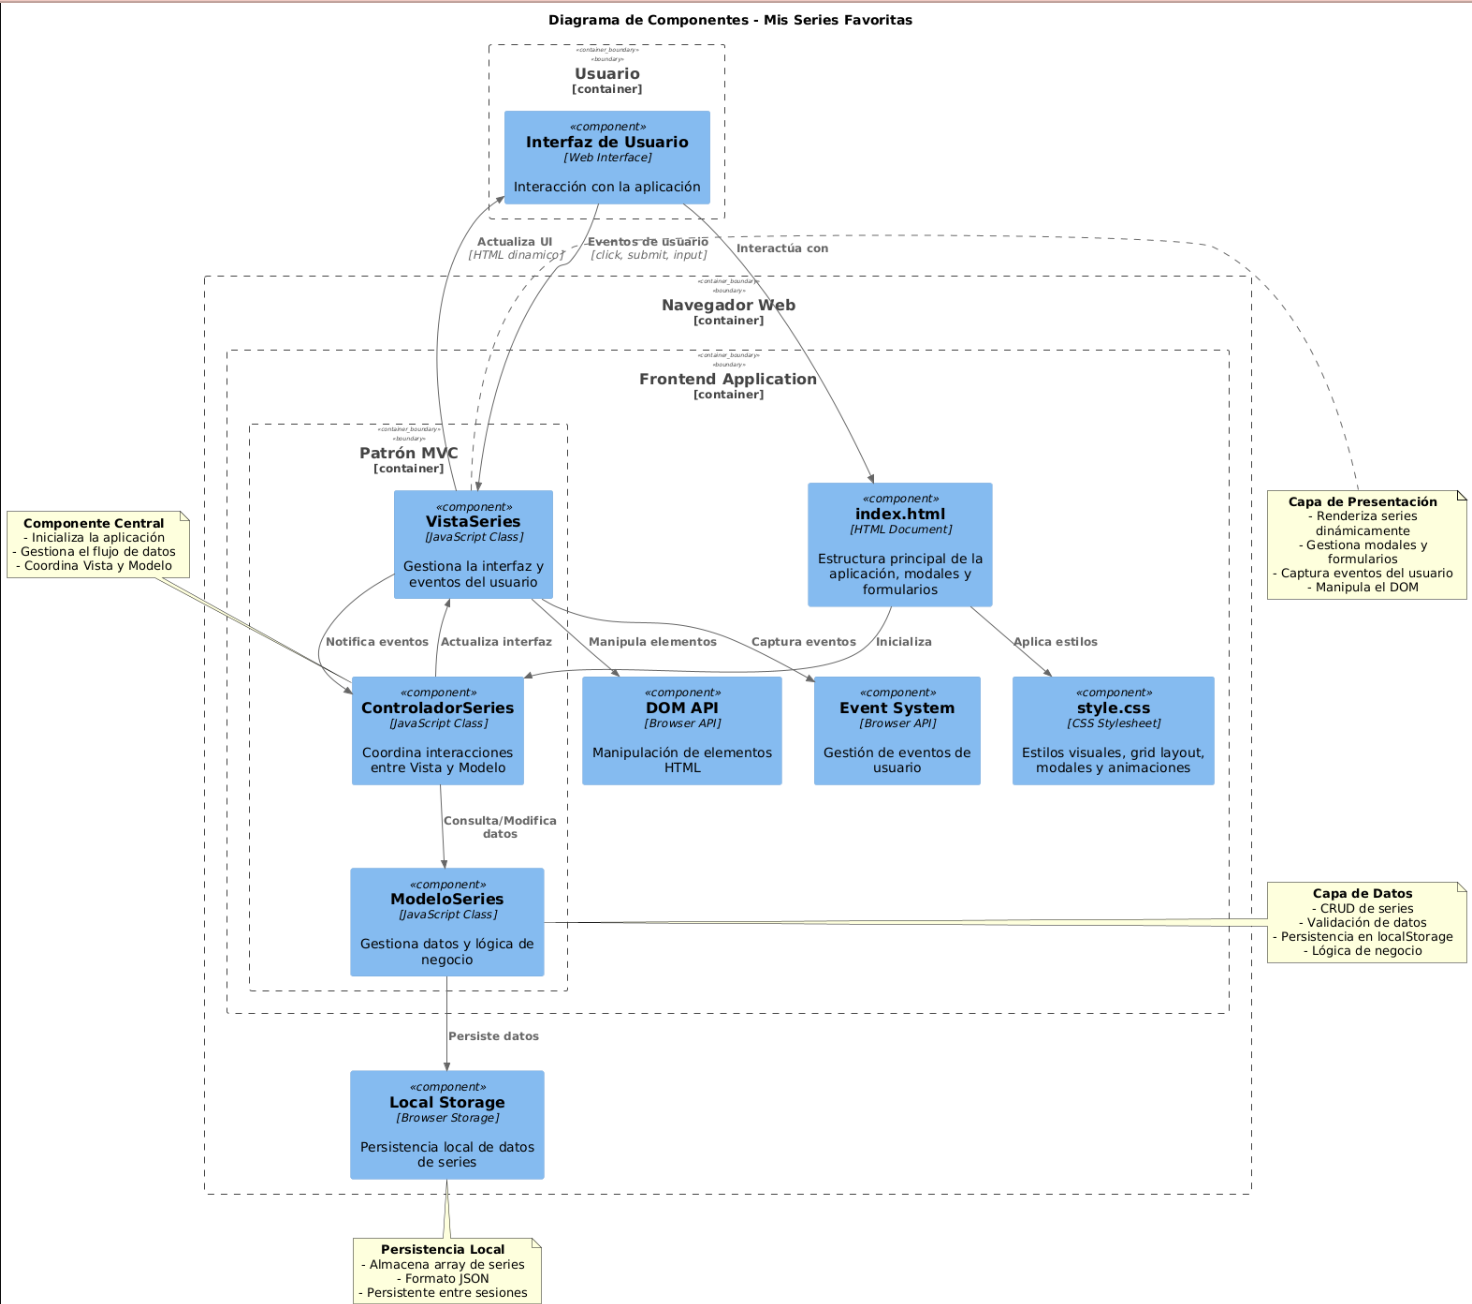 Diagrama de Componentes - Mis Series Favoritas
«container_boundary»
«boundary»
Usuario
[container]
«component»
Interfaz de Usuario
[Web Interface]
Interacción con la aplicación
Actualiza UI
[HTML dinamico]
Eventos de usuario
[click, submit, input]
Interactúa con
«container_boundary»
«boundary»
Navegador Web
[container]
«container_boundary»
«boundary»
Frontend Application
[container]
«container_boundary»
«boundary»
Patrón MVC
[container]
«component»
VistaSeries
[JavaScript Class]
Gestiona la interfaz y
eventos del usuario
«component»
index.html
[HTML Document]
Estructura principal de la
aplicación, modales y
formularios
Capa de Presentación
- Renderiza series
dinámicamente
- Gestiona modales y
formularios
- Captura eventos del usuario
- Manipula el DOM
Componente Central
- Inicializa la aplicación
- Gestiona el flujo de datos
- Coordina Vista y Modelo
Notifica eventos
Actualiza interfaz
Manipula elementos
Captura eventos
Inicializa
Aplica estilos
«component»
ControladorSeries
[JavaScript Class]
Coordina interacciones
entre Vista y Modelo
«component»
DOM API
[Browser API]
Manipulación de elementos
HTML
«component»
Event System
[Browser API]
Gestión de eventos de
usuario
«component»
style.css
[CSS Stylesheet]
Estilos visuales, grid layout,
modales y animaciones
Consulta/Modifica
datos
«component»
ModeloSeries
[JavaScript Class]
Gestiona datos y lógica de
negocio
Capa de Datos
- CRUD de series
- Validación de datos
- Persistencia en localStorage
- Lógica de negocio
Persiste datos
«component»
Local Storage
[Browser Storage]
Persistencia local de datos
de series
Persistencia Local
- Almacena array de series
- Formato JSON
- Persistente entre sesiones